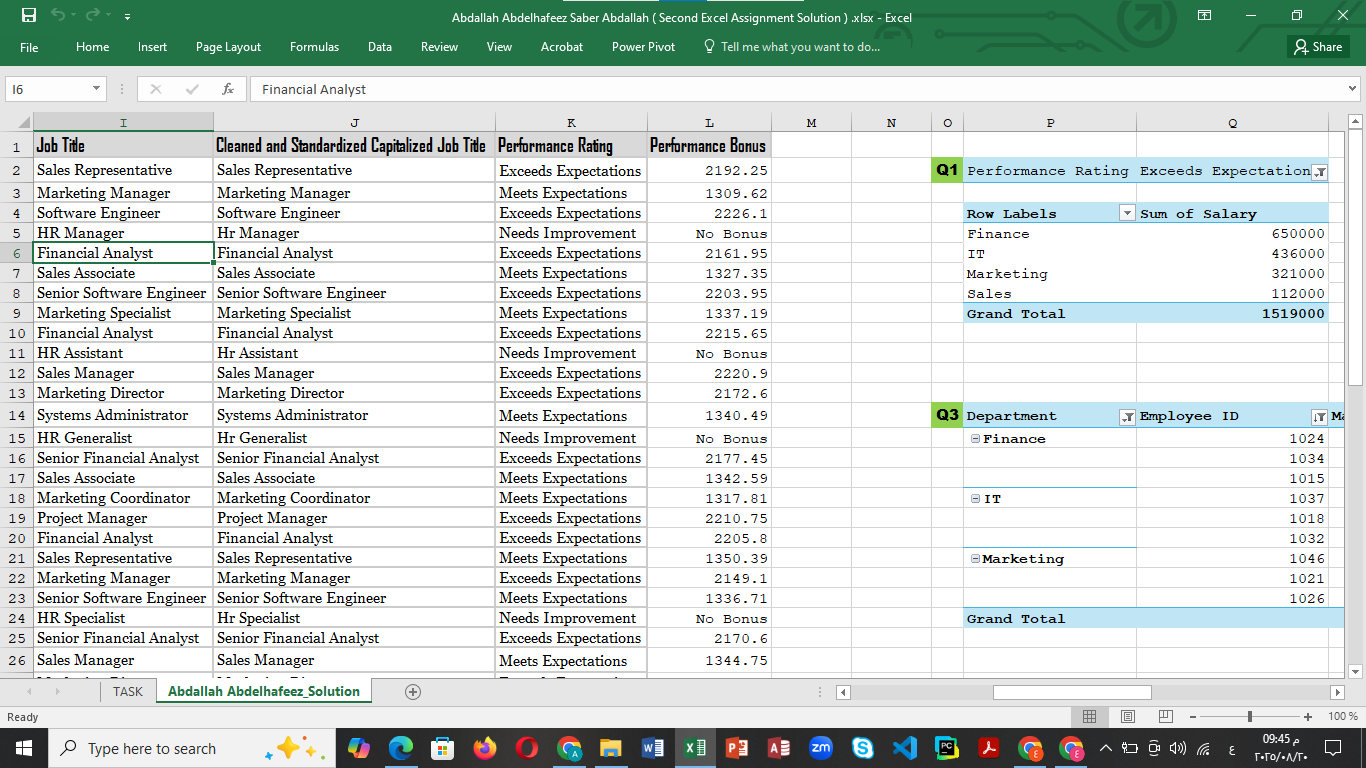 Abdallah Abdelhafeez Saber Abdallah ( Second Excel Assignment Solution ) .xlsx - Excel
File Home Insert Page Layout Formulas Data Review View Acrobat Power Pivot Tell me what you want to do... Share
I6 fx Financial Analyst
I J K L M N O P Q
1 Job Title Cleaned and Standardized Capitalized Job Title Performance Rating Performance Bonus
2 Sales Representative Sales Representative Exceeds Expectations 2192.25 Q1 Performance Rating Exceeds Expectation
3 Marketing Manager Marketing Manager Meets Expectations 1309.62
4 Software Engineer Software Engineer Exceeds Expectations 2226.1 Row Labels Sum of Salary
5 HR Manager Hr Manager Needs Improvement No Bonus Finance 650000
6 Financial Analyst Financial Analyst Exceeds Expectations 2161.95 IT 436000
7 Sales Associate Sales Associate Meets Expectations 1327.35 Marketing 321000
8 Senior Software Engineer Senior Software Engineer Exceeds Expectations 2203.95 Sales 112000
9 Marketing Specialist Marketing Specialist Meets Expectations 1337.19 Grand Total 1519000
10 Financial Analyst Financial Analyst Exceeds Expectations 2215.65
11 HR Assistant Hr Assistant Needs Improvement No Bonus
12 Sales Manager Sales Manager Exceeds Expectations 2220.9
13 Marketing Director Marketing Director Exceeds Expectations 2172.6
14 Systems Administrator Systems Administrator Meets Expectations 1340.49 Q3 Department Employee ID Ma
15 HR Generalist Hr Generalist Needs Improvement No Bonus Finance 1024
16 Senior Financial Analyst Senior Financial Analyst Exceeds Expectations 2177.45 1034
17 Sales Associate Sales Associate Meets Expectations 1342.59 1015
18 Marketing Coordinator Marketing Coordinator Meets Expectations 1317.81 IT 1037
19 Project Manager Project Manager Exceeds Expectations 2210.75 1018
20 Financial Analyst Financial Analyst Exceeds Expectations 2205.8 1032
21 Sales Representative Sales Representative Meets Expectations 1350.39 Marketing 1046
22 Marketing Manager Marketing Manager Exceeds Expectations 2149.1 1021
23 Senior Software Engineer Senior Software Engineer Meets Expectations 1336.71 1026
24 HR Specialist Hr Specialist Needs Improvement No Bonus Grand Total
25 Senior Financial Analyst Senior Financial Analyst Exceeds Expectations 2170.6
26 Sales Manager Sales Manager Meets Expectations 1344.75
TASK Abdallah Abdelhafeez_Solution
Ready 100 %
Type here to search zm PC ع 09:45 م
٢٠٢٥/٠٨/٢٠